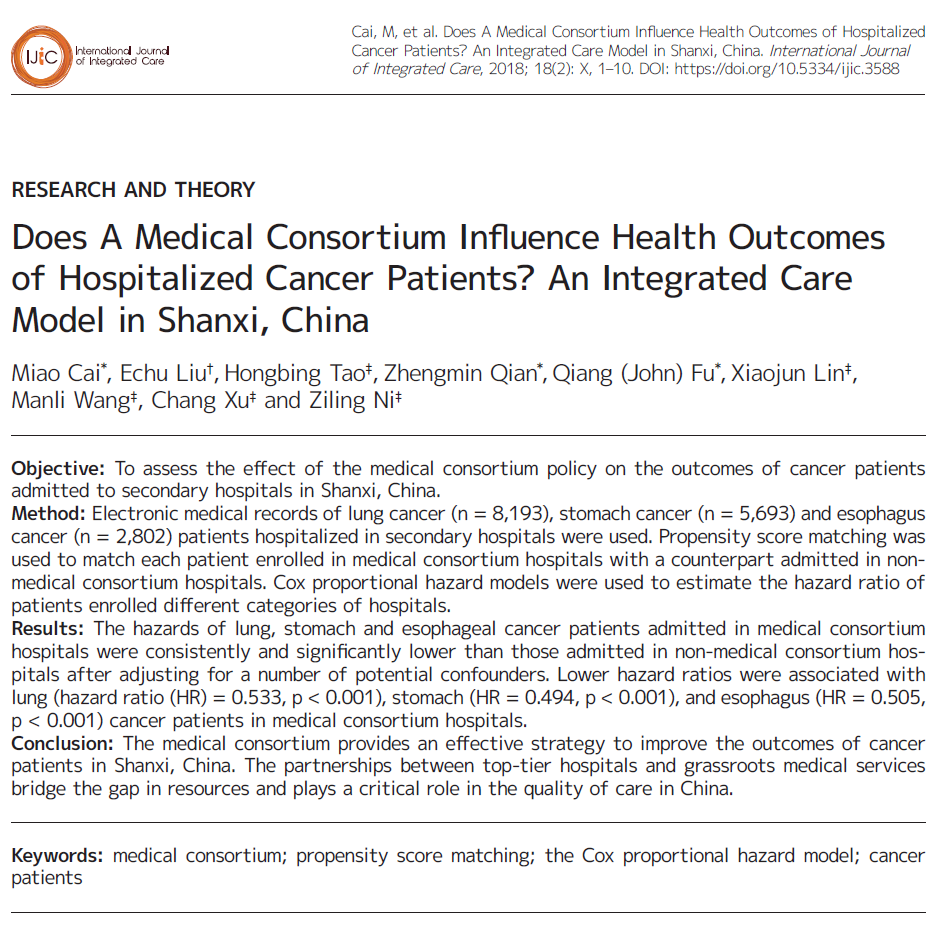 IJIC International Journal
of Integrated Care
Cai, M, et al. Does A Medical Consortium Influence Health Outcomes of Hospitalized
Cancer Patients? An Integrated Care Model in Shanxi, China. International Journal
of Integrated Care, 2018; 18(2): X, 1–10. DOI: https://doi.org/10.5334/ijic.3588
RESEARCH AND THEORY
Does A Medical Consortium Influence Health Outcomes
of Hospitalized Cancer Patients? An Integrated Care
Model in Shanxi, China
Miao Cai*, Echu Liu†, Hongbing Tao‡, Zhengmin Qian*, Qiang (John) Fu*, Xiaojun Lin‡,
Manli Wang‡, Chang Xu‡ and Ziling Ni‡
Objective: To assess the effect of the medical consortium policy on the outcomes of cancer patients
admitted to secondary hospitals in Shanxi, China.
Method: Electronic medical records of lung cancer (n = 8,193), stomach cancer (n = 5,693) and esophagus
cancer (n = 2,802) patients hospitalized in secondary hospitals were used. Propensity score matching was
used to match each patient enrolled in medical consortium hospitals with a counterpart admitted in non-
medical consortium hospitals. Cox proportional hazard models were used to estimate the hazard ratio of
patients enrolled different categories of hospitals.
Results: The hazards of lung, stomach and esophageal cancer patients admitted in medical consortium
hospitals were consistently and significantly lower than those admitted in non-medical consortium hos-
pitals after adjusting for a number of potential confounders. Lower hazard ratios were associated with
lung (hazard ratio (HR) = 0.533, p < 0.001), stomach (HR = 0.494, p < 0.001), and esophagus (HR = 0.505,
p < 0.001) cancer patients in medical consortium hospitals.
Conclusion: The medical consortium provides an effective strategy to improve the outcomes of cancer
patients in Shanxi, China. The partnerships between top-tier hospitals and grassroots medical services
bridge the gap in resources and plays a critical role in the quality of care in China.
Keywords: medical consortium; propensity score matching; the Cox proportional hazard model; cancer
patients